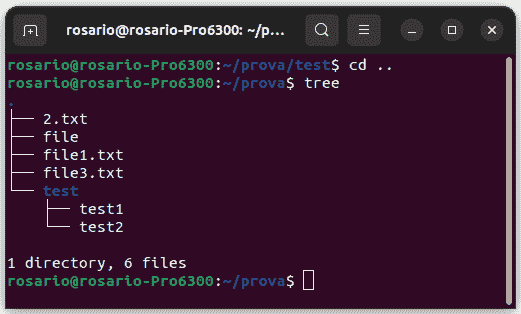 rosario@rosario-Pro6300: ~/p...
rosario@rosario-Pro6300:~/prova/test$ cd ..
rosario@rosario-Pro6300:~/prova$ tree
.
├── 2.txt
├── file
├── file1.txt
├── file3.txt
└── test
    ├── test1
    └── test2
1 directory, 6 files
rosario@rosario-Pro6300:~/prova$